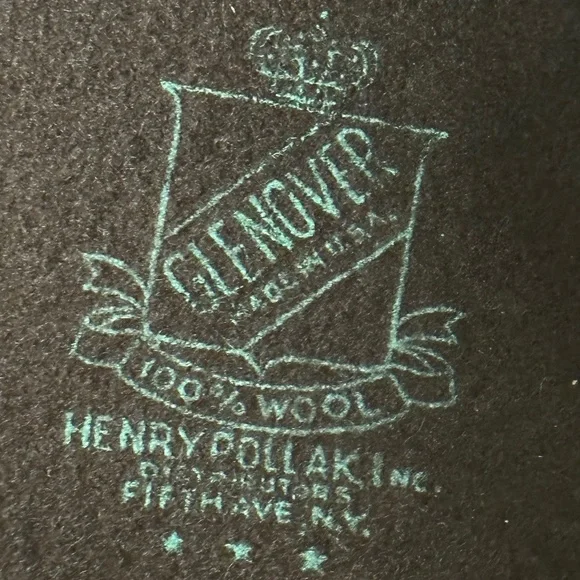 GLENOVER
MADE IN U.S.A.
100% WOOL
HENRY POLLAK, INC.
DISTRIBUTORS
FIFTH AVE. N.Y.